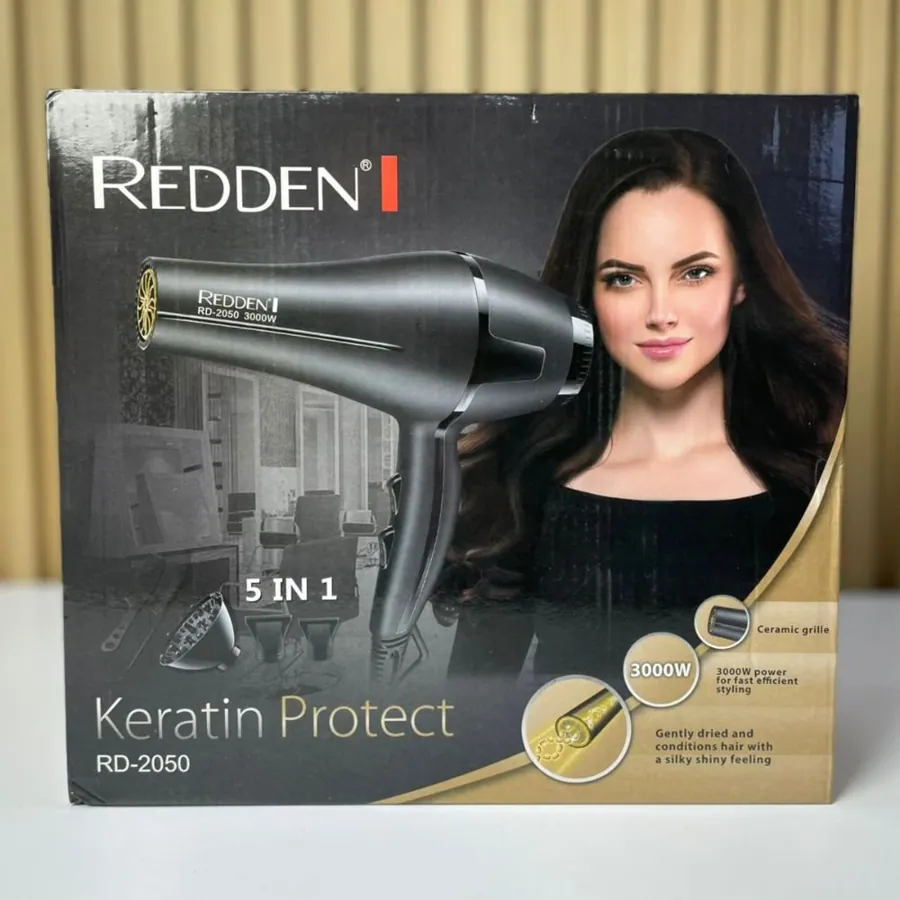 REDDEN®
REDDEN
RD-2050 3000W
5 IN 1
Keratin Protect
RD-2050
Ceramic grille
3000W
3000W power
for fast efficient
styling
Gently dried and
conditions hair with
a silky shiny feeling